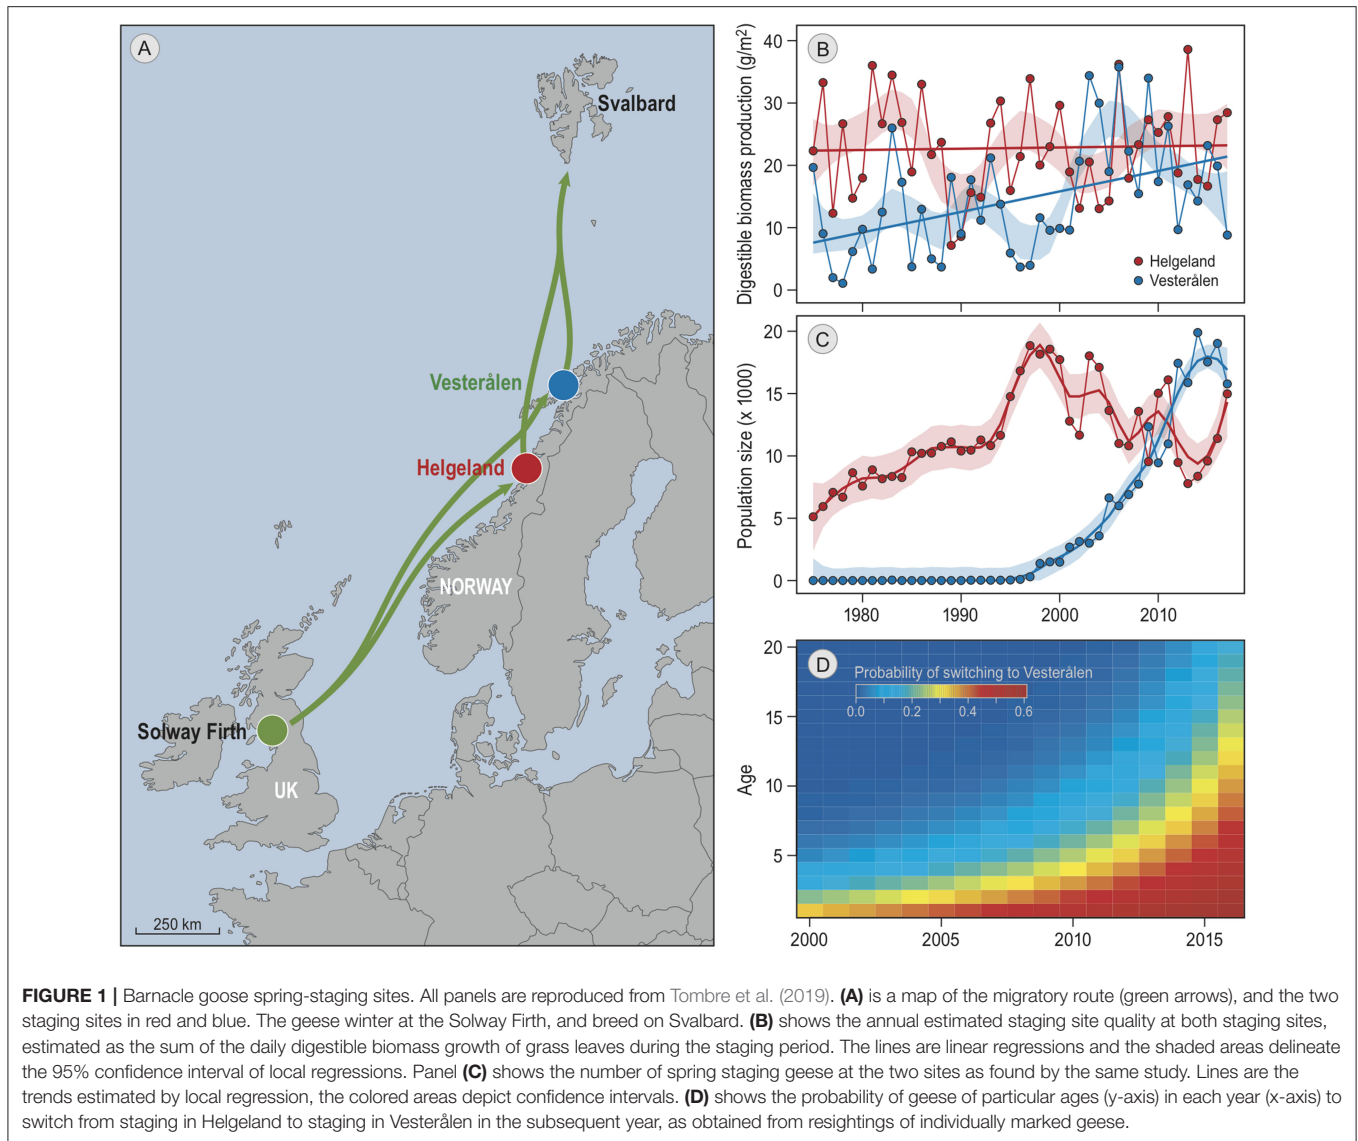 A
Svalbard
Vesterålen
Helgeland
NORWAY
Solway Firth
UK
250 km
B
Digestible biomass production (g/m²)
40
30
20
10
0
Helgeland
Vesterålen
C
Population size (x 1000)
20
15
10
5
0
1980 1990 2000 2010
D
Probability of switching to Vesterålen
0.0 0.2 0.4 0.6
Age
20
15
10
5
2000 2005 2010 2015
FIGURE 1 | Barnacle goose spring-staging sites. All panels are reproduced from Tombre et al. (2019). (A) is a map of the migratory route (green arrows), and the two
staging sites in red and blue. The geese winter at the Solway Firth, and breed on Svalbard. (B) shows the annual estimated staging site quality at both staging sites,
estimated as the sum of the daily digestible biomass growth of grass leaves during the staging period. The lines are linear regressions and the shaded areas delineate
the 95% confidence interval of local regressions. Panel (C) shows the number of spring staging geese at the two sites as found by the same study. Lines are the
trends estimated by local regression, the colored areas depict confidence intervals. (D) shows the probability of geese of particular ages (y-axis) in each year (x-axis) to
switch from staging in Helgeland to staging in Vesterålen in the subsequent year, as obtained from resightings of individually marked geese.